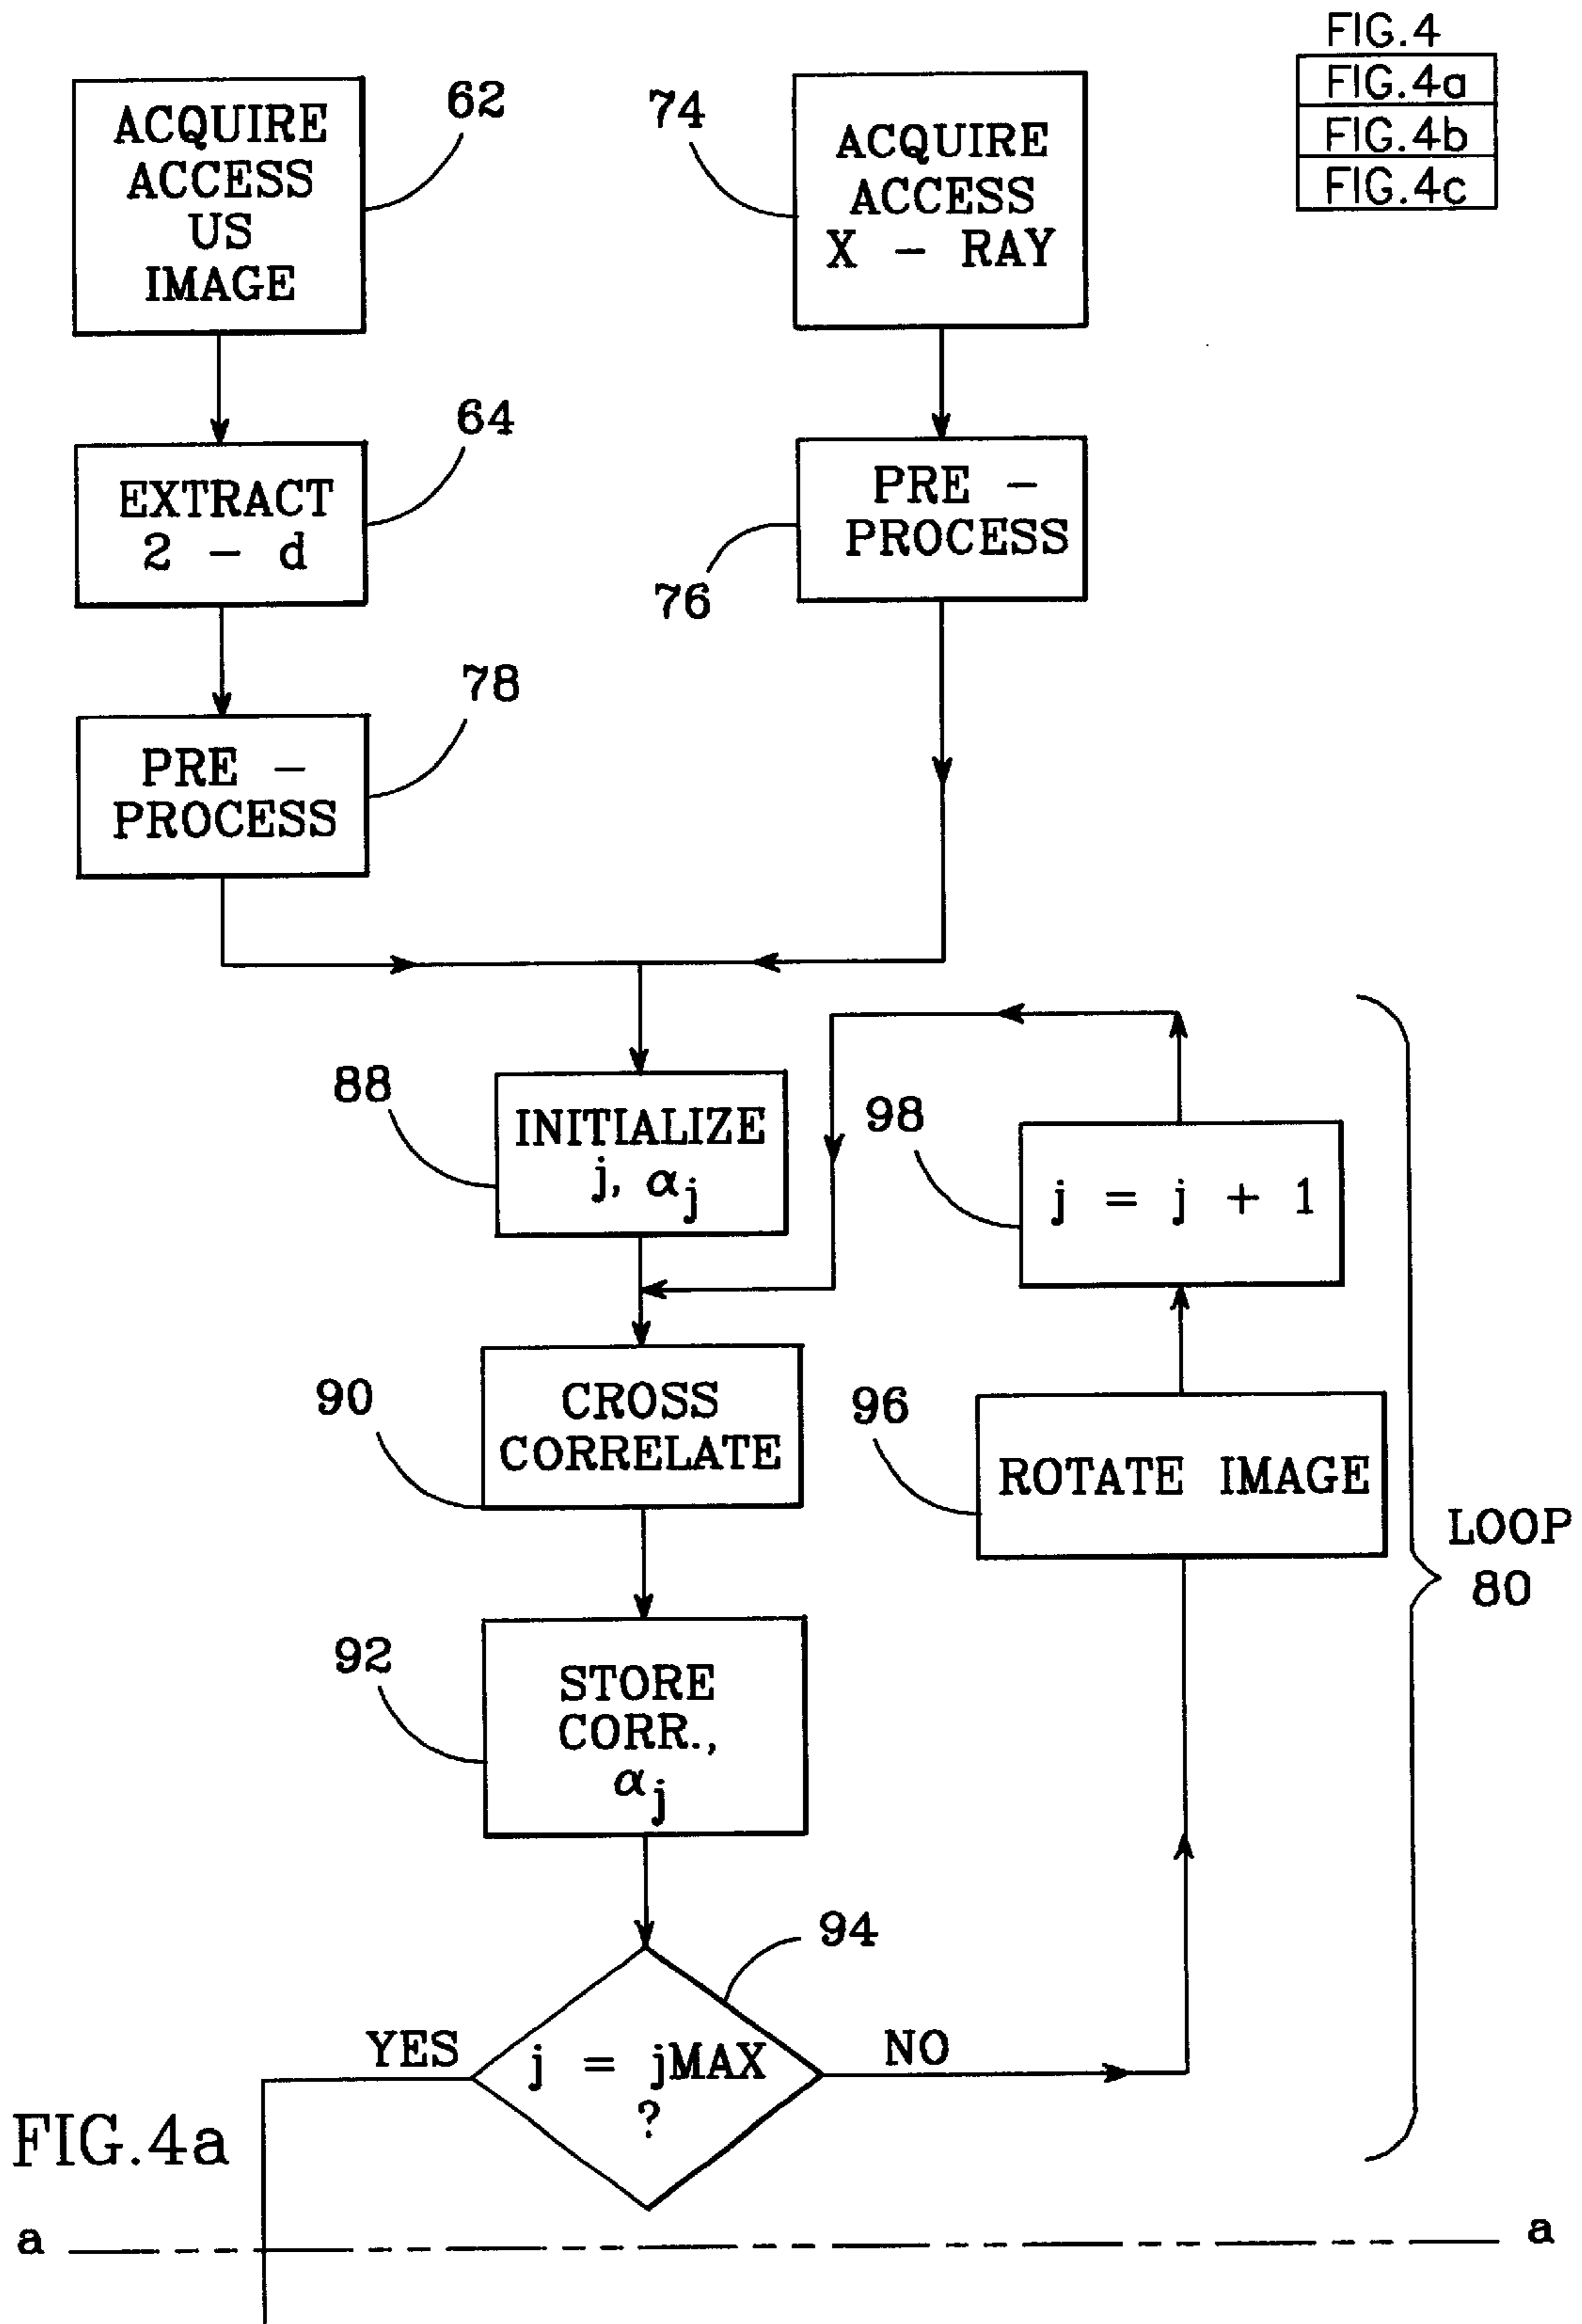 FIG.4
FIG.4a
FIG.4b
FIG.4c
ACQUIRE
ACCESS
US
IMAGE
62
74
ACQUIRE
ACCESS
X - RAY
64
EXTRACT
2 - d
PRE -
PROCESS
76
78
PRE -
PROCESS
88
INITIALIZE
j, αj
98
j = j + 1
90
CROSS
CORRELATE
96
ROTATE IMAGE
LOOP
80
92
STORE
CORR.,
αj
94
YES
j = jMAX
?
NO
FIG.4a
a
a